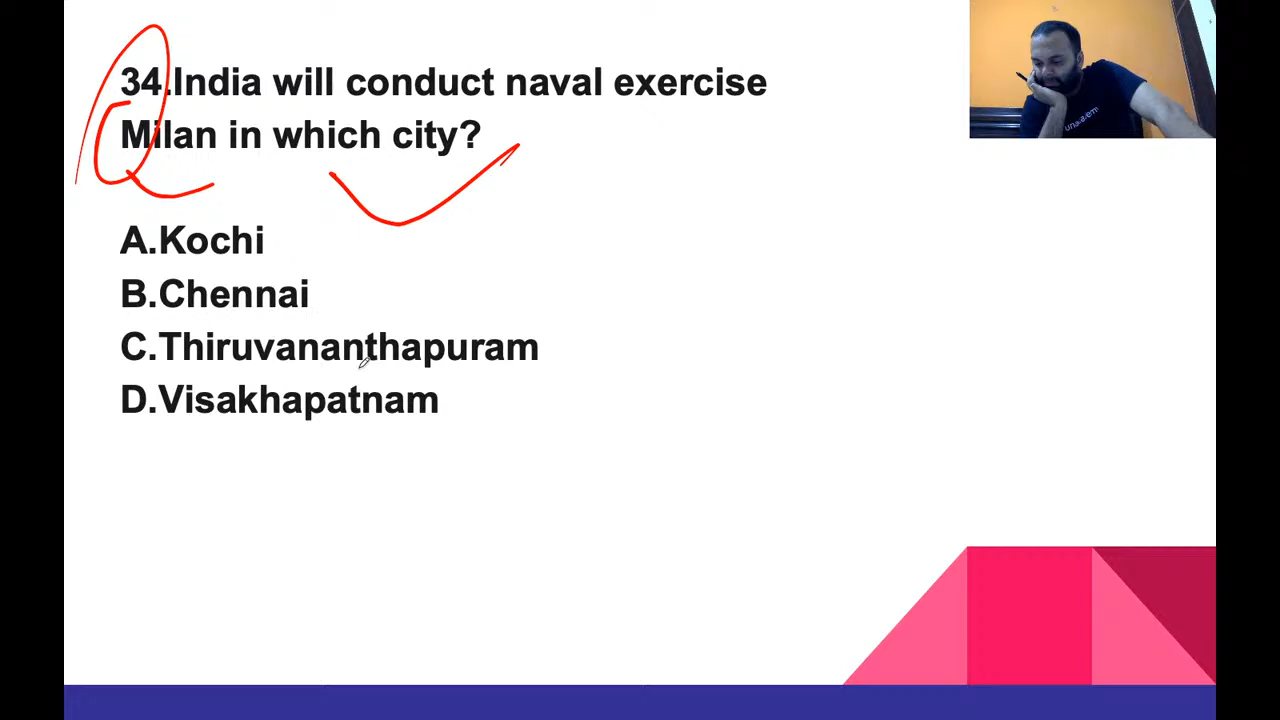 34.India will conduct naval exercise
Milan in which city?
A.Kochi
B.Chennai
C.Thiruvananthapuram
D.Visakhapatnam